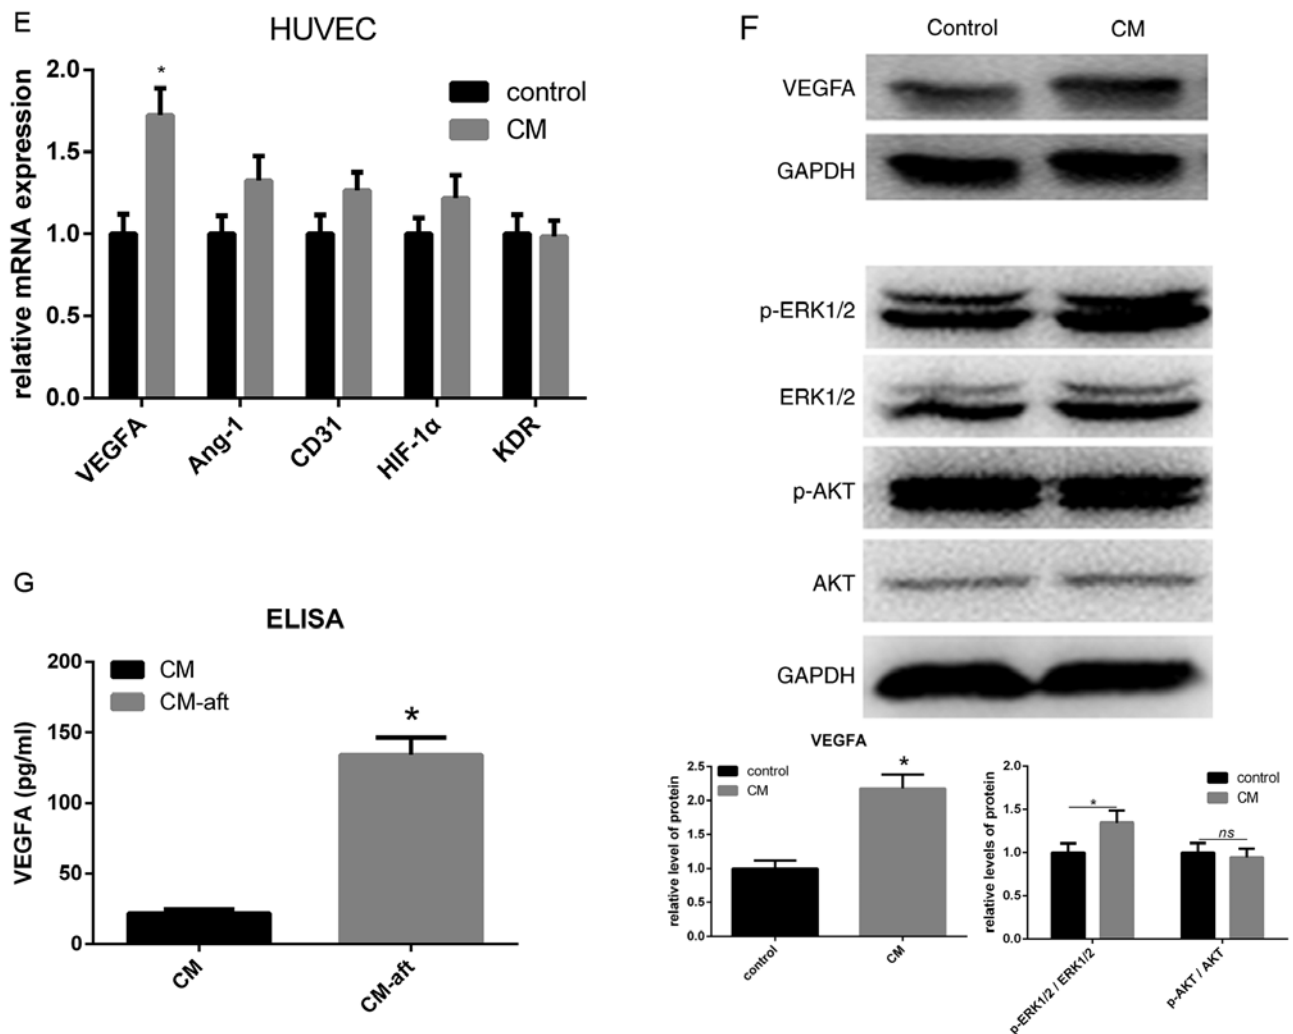 E
HUVEC
relative mRNA expression
2.0
1.5
1.0
0.5
0.0
*
control
CM
VEGFA
Ang-1
CD31
HIF-1α
KDR
F
Control CM
VEGFA
GAPDH
p-ERK1/2
ERK1/2
p-AKT
AKT
GAPDH
VEGFA
relative level of protein
2.5
2.0
1.5
1.0
0.5
0.0
control
CM
*
control
CM
relative levels of protein
2.0
1.5
1.0
0.5
0.0
control
CM
*
ns
p-ERK1/2 / ERK1/2
p-AKT / AKT
G
ELISA
VEGFA (pg/ml)
200
150
100
50
0
CM
CM-aft
*
CM
CM-aft